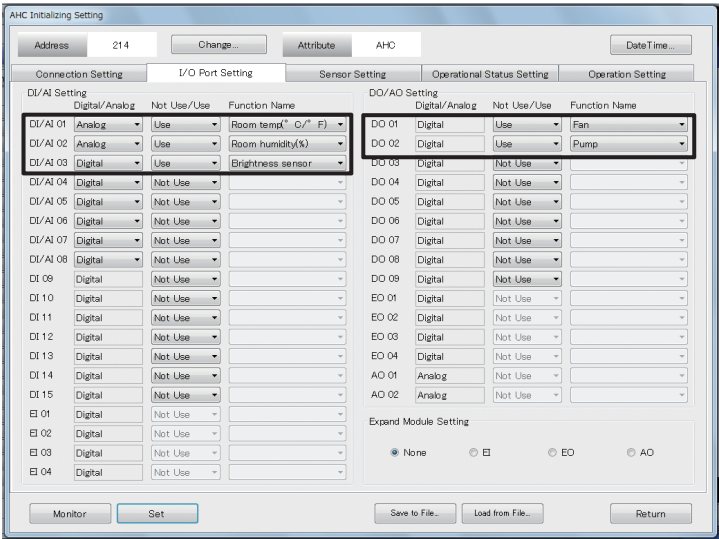 AHC Initializing Setting
Address 214 Change... Attribute AHC DateTime...
Connection Setting I/O Port Setting Sensor Setting Operational Status Setting Operation Setting
DI/AI Setting DO/AO Setting
Digital/Analog Not Use/Use Function Name Digital/Analog Not Use/Use Function Name
DI/AI 01 Analog Use Room temp(° C/° F) DO 01 Digital Use Fan
DI/AI 02 Analog Use Room humidity(%) DO 02 Digital Use Pump
DI/AI 03 Digital Use Brightness sensor DO 03 Digital Not Use
DI/AI 04 Digital Not Use DO 04 Digital Not Use
DI/AI 05 Digital Not Use DO 05 Digital Not Use
DI/AI 06 Digital Not Use DO 06 Digital Not Use
DI/AI 07 Digital Not Use DO 07 Digital Not Use
DI/AI 08 Digital Not Use DO 08 Digital Not Use
DI 09 Digital Not Use DO 09 Digital Not Use
DI 10 Digital Not Use EO 01 Digital Not Use
DI 11 Digital Not Use EO 02 Digital Not Use
DI 12 Digital Not Use EO 03 Digital Not Use
DI 13 Digital Not Use EO 04 Digital Not Use
DI 14 Digital Not Use AO 01 Analog Not Use
DI 15 Digital Not Use AO 02 Analog Not Use
EI 01 Digital Not Use Expand Module Setting
EI 02 Digital Not Use
EI 03 Digital Not Use None EI EO AO
EI 04 Digital Not Use
Monitor Set Save to File... Load from File... Return